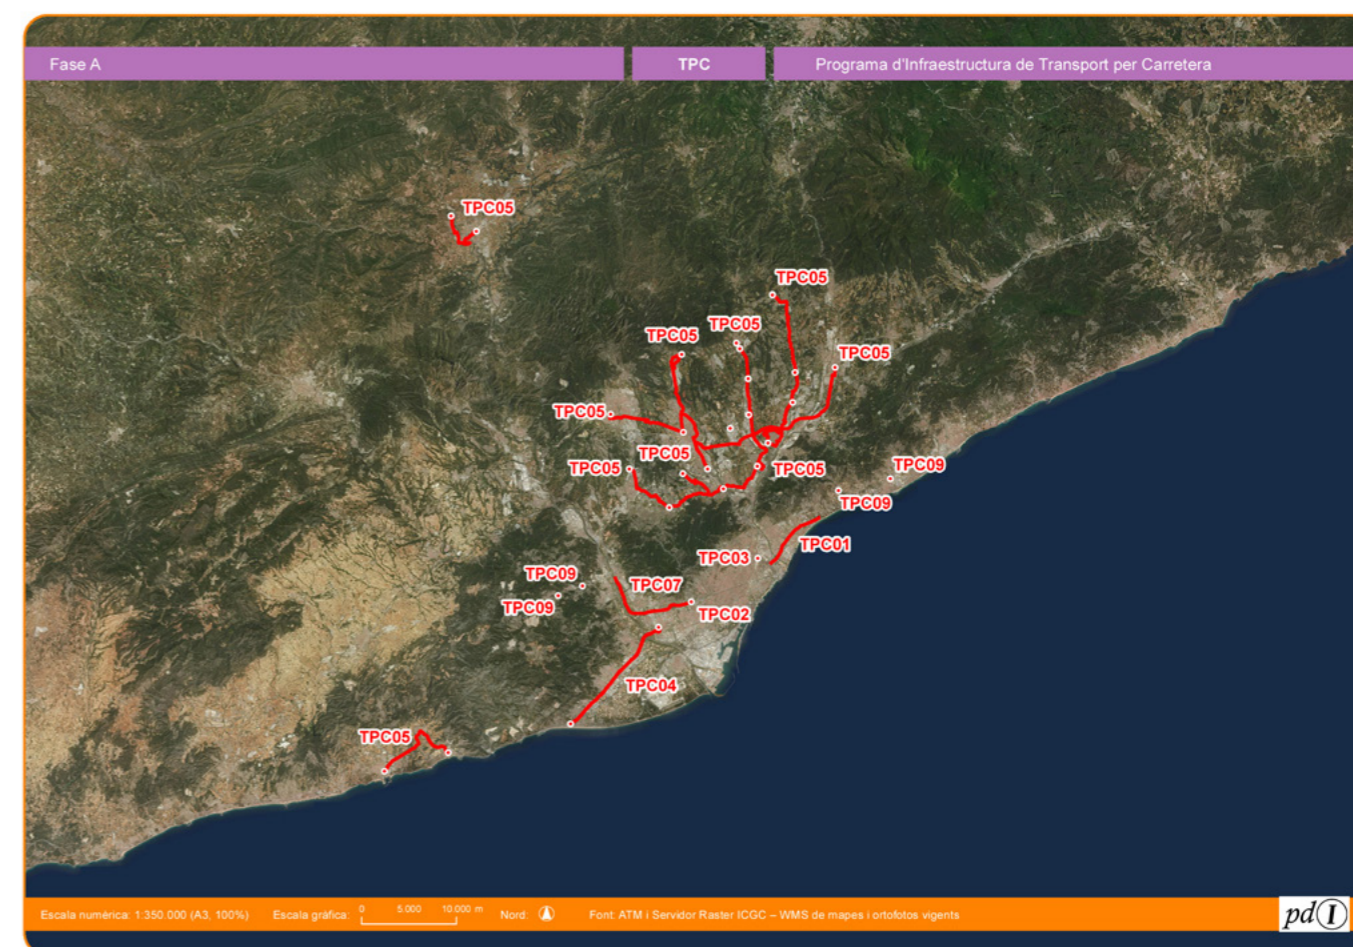 Fase A
TPC
Programa d'Infraestructura de Transport per Carretera
TPC05
TPC05
TPC05
TPC05
TPC05
TPC05
TPC05
TPC05
TPC05
TPC09
TPC09
TPC01
TPC03
TPC09
TPC07
TPC09
TPC02
TPC04
TPC05
Escala numèrica: 1:350.000 (A3, 100%) Escala gràfica: 0 5.000 10.000 m Nord: Font: ATM i Servidor Raster ICGC – WMS de mapes i ortofotos vigents
pdI